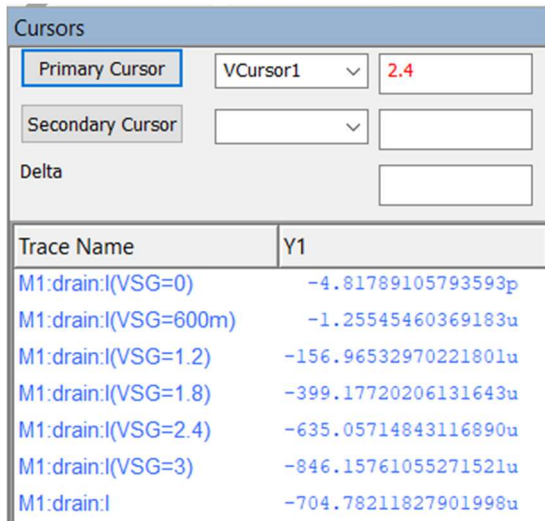 Cursors
Primary Cursor VCursor1 2.4
Secondary Cursor
Delta
Trace Name Y1
M1:drain:I(VSG=0) -4.81789105793593p
M1:drain:I(VSG=600m) -1.25545460369183u
M1:drain:I(VSG=1.2) -156.96532970221801u
M1:drain:I(VSG=1.8) -399.17720206131643u
M1:drain:I(VSG=2.4) -635.05714843116890u
M1:drain:I(VSG=3) -846.15761055271521u
M1:drain:I -704.78211827901998u